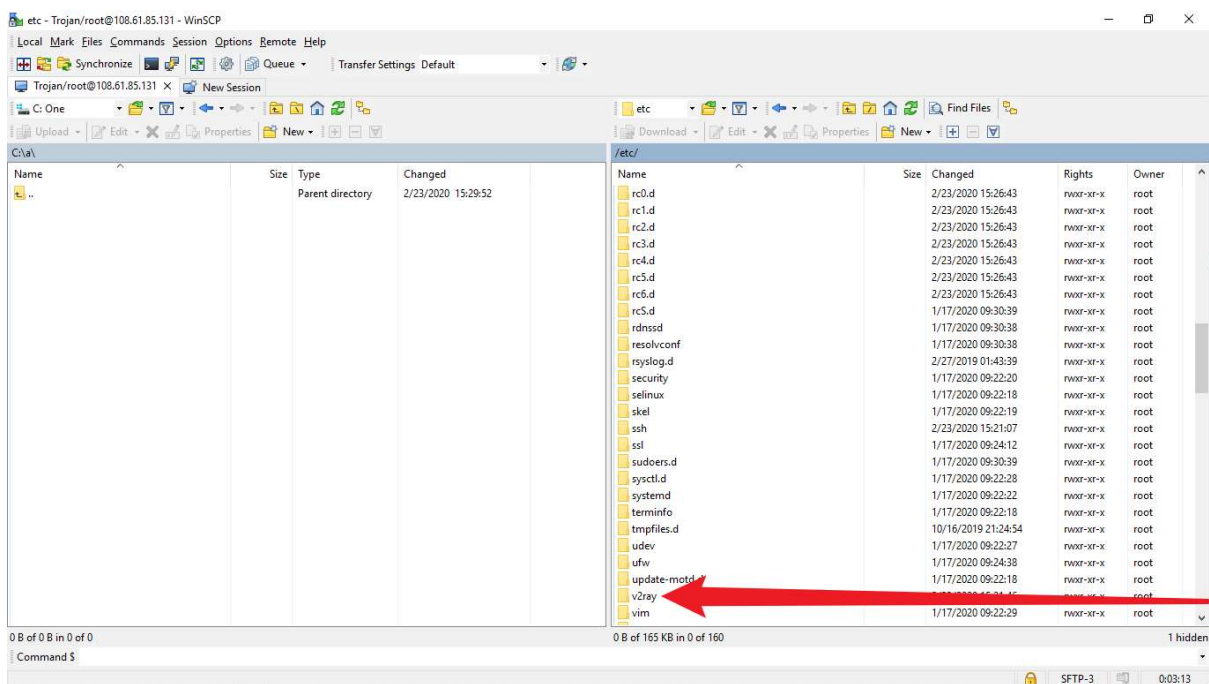 etc - Trojan/root@108.61.85.131 - WinSCP
Local Mark Files Commands Session Options Remote Help
Synchronize Queue Transfer Settings Default
Trojan/root@108.61.85.131 X New Session
C: One etc Find Files
Upload Edit Properties New Download Edit Properties New
C:\a\ /etc/
Name Size Type Changed Name Size Changed Rights Owner
.. Parent directory 2/23/2020 15:29:52 rc0.d 2/23/2020 15:26:43 rwxr-xr-x root
rc1.d 2/23/2020 15:26:43 rwxr-xr-x root
rc2.d 2/23/2020 15:26:43 rwxr-xr-x root
rc3.d 2/23/2020 15:26:43 rwxr-xr-x root
rc4.d 2/23/2020 15:26:43 rwxr-xr-x root
rc5.d 2/23/2020 15:26:43 rwxr-xr-x root
rc6.d 2/23/2020 15:26:43 rwxr-xr-x root
rcS.d 1/17/2020 09:30:39 rwxr-xr-x root
rdnssd 1/17/2020 09:30:38 rwxr-xr-x root
resolvconf 1/17/2020 09:30:38 rwxr-xr-x root
rsyslog.d 2/27/2019 01:43:39 rwxr-xr-x root
security 1/17/2020 09:22:20 rwxr-xr-x root
selinux 1/17/2020 09:22:18 rwxr-xr-x root
skel 1/17/2020 09:22:19 rwxr-xr-x root
ssh 2/23/2020 15:21:07 rwxr-xr-x root
ssl 1/17/2020 09:24:12 rwxr-xr-x root
sudoers.d 1/17/2020 09:30:39 rwxr-xr-x root
sysctl.d 1/17/2020 09:22:28 rwxr-xr-x root
systemd 1/17/2020 09:22:22 rwxr-xr-x root
terminfo 1/17/2020 09:22:18 rwxr-xr-x root
tmpfiles.d 10/16/2019 21:24:54 rwxr-xr-x root
udev 1/17/2020 09:22:27 rwxr-xr-x root
ufw 1/17/2020 09:24:38 rwxr-xr-x root
update-motd.d 1/17/2020 09:22:18 rwxr-xr-x root
v2ray
vim 1/17/2020 09:22:29 rwxr-xr-x root
0 B of 0 B in 0 of 0 0 B of 165 KB in 0 of 160 1 hidden
Command $
SFTP-3 0:03:13